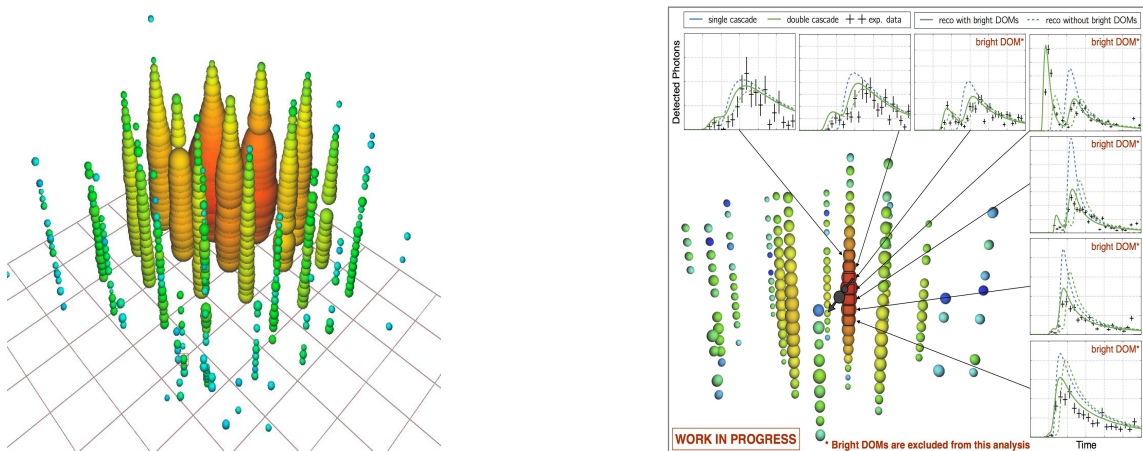 single cascade double cascade exp. data reco with bright DOMs reco without bright DOMs
Detected Photons
bright DOM*
bright DOM*
bright DOM*
bright DOM*
bright DOM*
WORK IN PROGRESS
* Bright DOMs are excluded from this analysis
Time